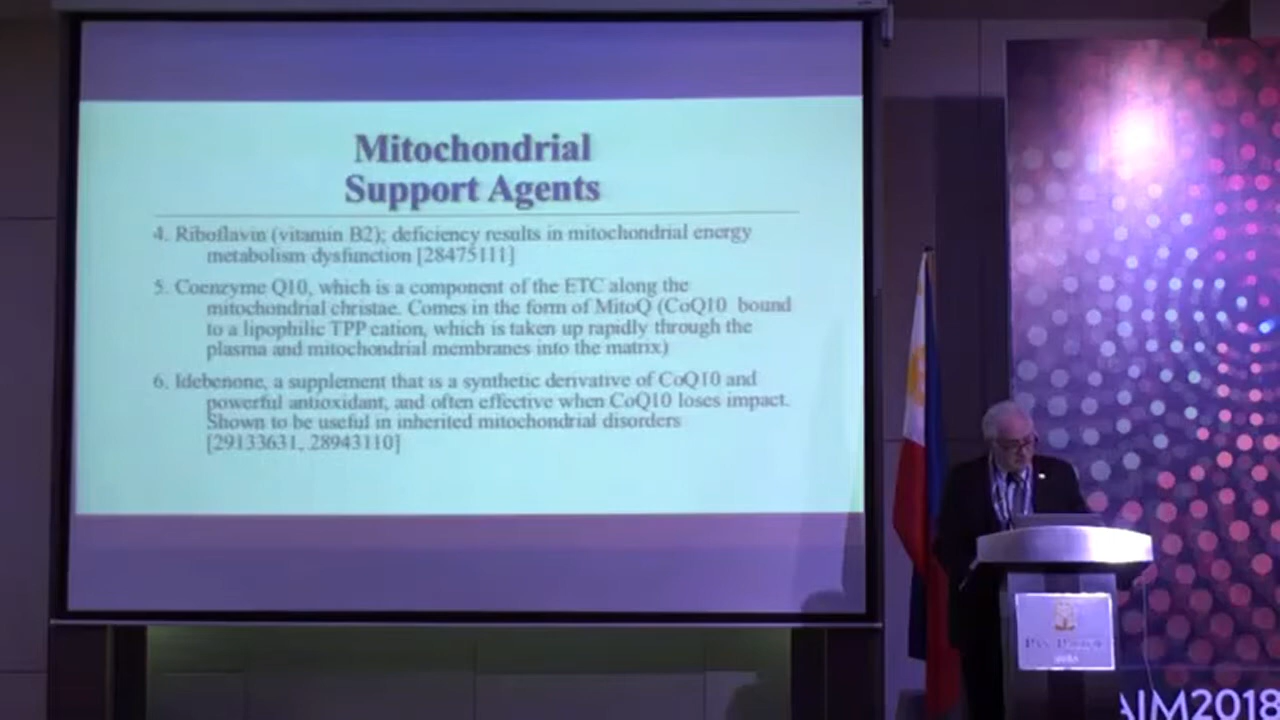 Mitochondrial
Support Agents
4. Riboflavin (vitamin B2); deficiency results in mitochondrial energy
metabolism dysfunction [28475111]
5. Coenzyme Q10, which is a component of the ETC along the
mitochondrial christae. Comes in the form of MitoQ (CoQ10 bound
to a lipophilic TPP cation, which is taken up rapidly through the
plasma and mitochondrial membranes into the matrix)
6. Idebenone, a supplement that is a synthetic derivative of CoQ10 and
powerful antioxidant, and often effective when CoQ10 loses impact.
Shown to be useful in inherited mitochondrial disorders
[29133631, 28943110]
AIM2018